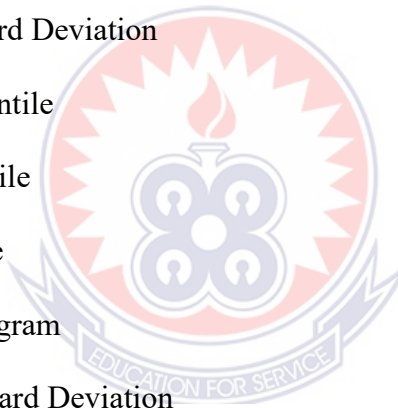 rd Deviation
ntile
ile
e
gram
ard Deviation
EDUCATION FOR SERVICE